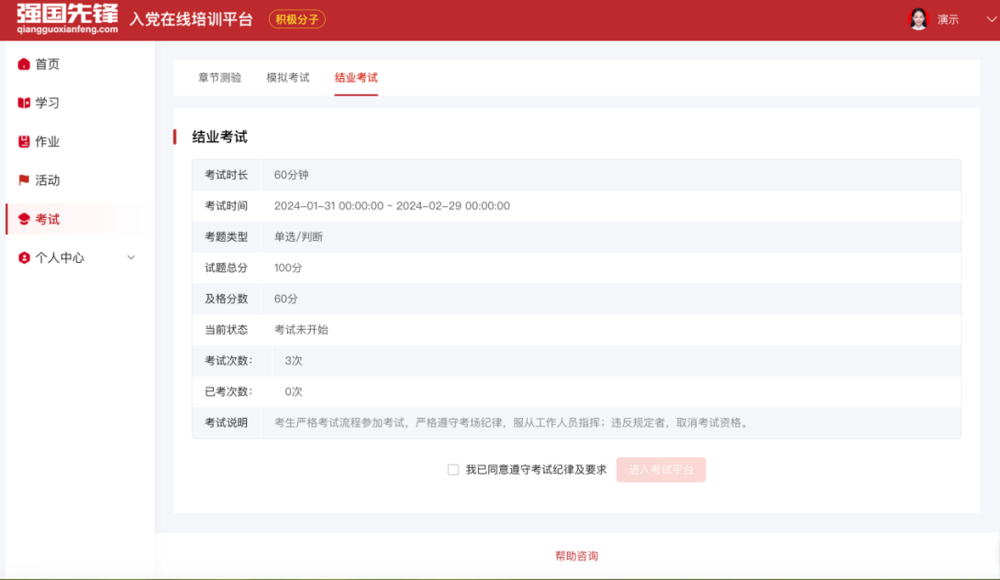 强国先锋
qiangguoxianfeng.com
入党在线培训平台
积极分子
演示
首页
学习
作业
活动
考试
个人中心
章节测验 模拟考试 结业考试
结业考试
考试时长 60分钟
考试时间 2024-01-31 00:00:00 ~ 2024-02-29 00:00:00
考题类型 单选/判断
试题总分 100分
及格分数 60分
当前状态 考试未开始
考试次数： 3次
已考次数： 0次
考试说明 考生严格考试流程参加考试，严格遵守考场纪律，服从工作人员指挥；违反规定者，取消考试资格。
我已同意遵守考试纪律及要求 进入考试平台
帮助咨询